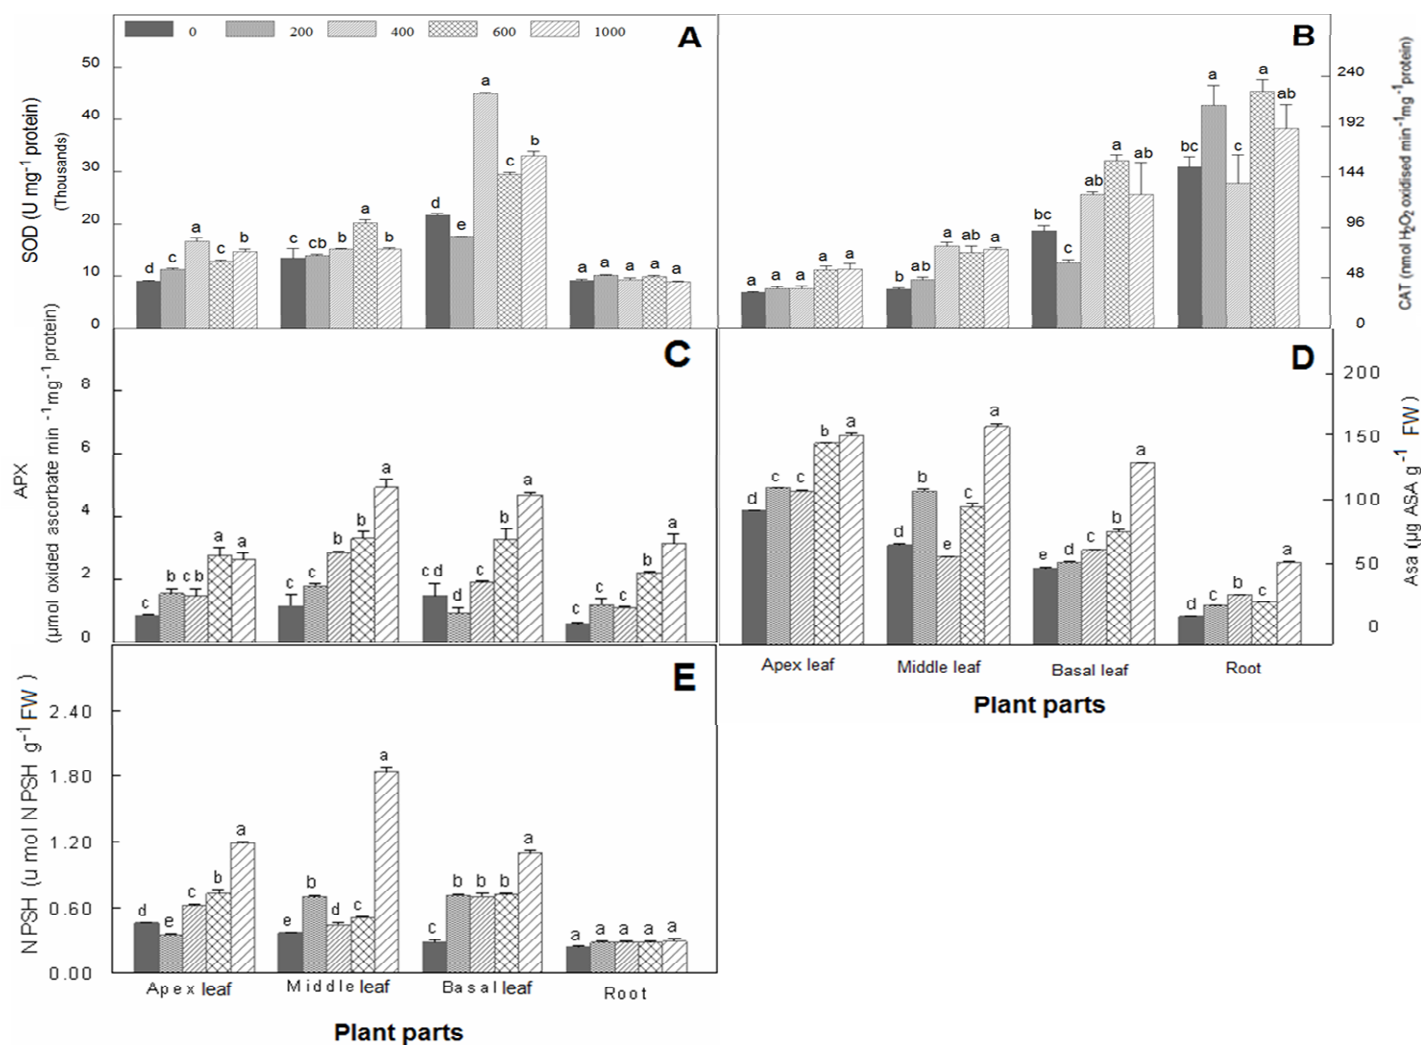 0 200 400 600 1000
A
SOD (U mg-1 protein)
(Thousands)
50
40
30
20
10
0
d c a c b
c cb b a b
d e a c b
a a a a a
B
CAT (nmol H2O2 oxidised min-1mg-1protein)
240
192
144
96
48
0
a a a a a
b ab a ab a
bc c ab a ab
bc a c a ab
C
APX
(µmol oxided ascorbate min -1mg-1 protein)
8
6
4
2
0
c b cb a a
c c b b a
cd d c b a
c c c b a
D
Asa (µg ASA g-1 FW)
200
150
100
50
0
d c c b a
d b e c a
e d c b a
d c b c a
Apex leaf Middle leaf Basal leaf Root
Plant parts
E
NPSH (u mol NPSH g-1 FW)
2.40
1.80
1.20
0.60
0.00
d e c b a
e b d c a
c b b b a
a a a a a
Apex leaf Middle leaf Basal leaf Root
Plant parts